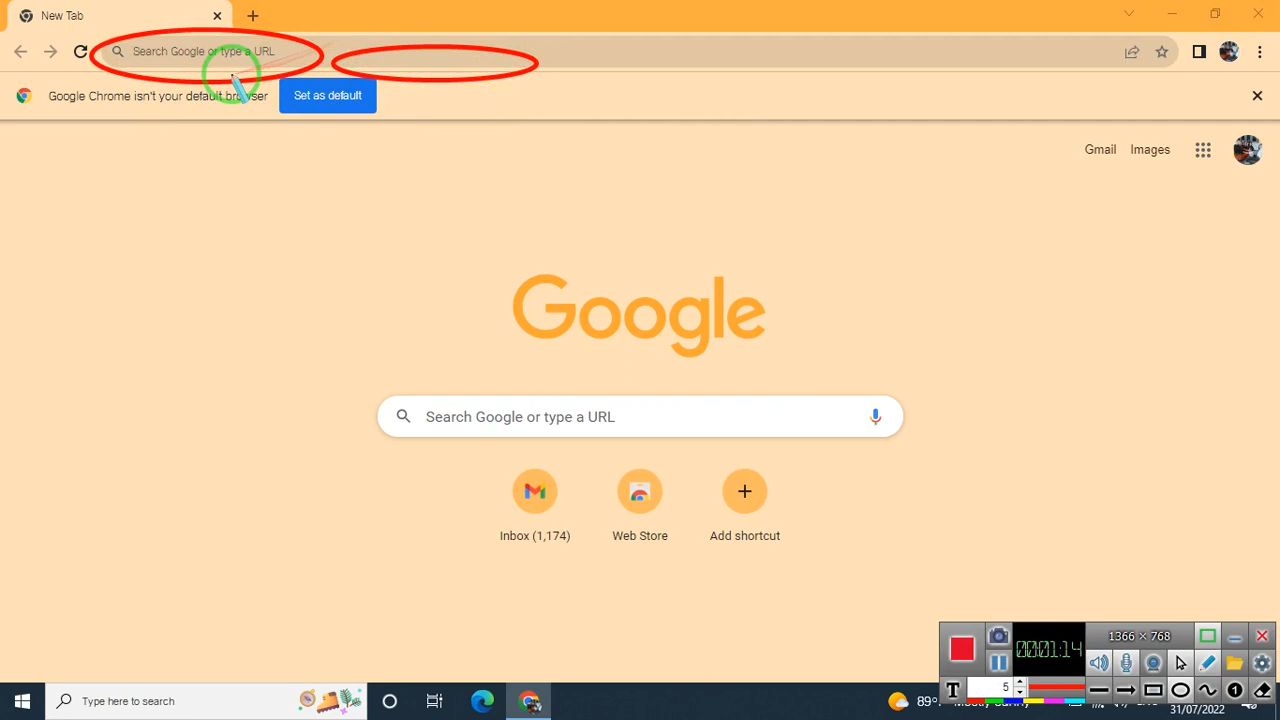 New Tab
Search Google or type a URL
Google Chrome isn't your default browser
Set as default
Gmail Images
Google
Search Google or type a URL
Inbox (1,174) Web Store Add shortcut
00:01:14
1366 × 768
T 5
1
Type here to search
89°
31/07/2022